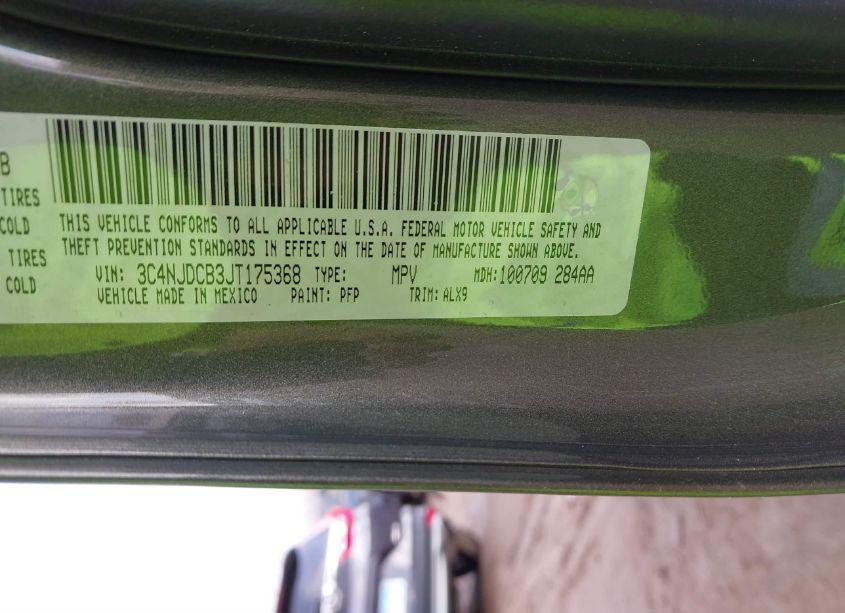 B
TIRES
COLD
TIRES
COLD
THIS VEHICLE CONFORMS TO ALL APPLICABLE U.S.A. FEDERAL MOTOR VEHICLE SAFETY AND
THEFT PREVENTION STANDARDS IN EFFECT ON THE DATE OF MANUFACTURE SHOWN ABOVE.
VIN: 3C4NJDCB3JT175368 TYPE: MPV MDH:100709 284AA
VEHICLE MADE IN MEXICO PAINT: PFP TRIM: ALX9